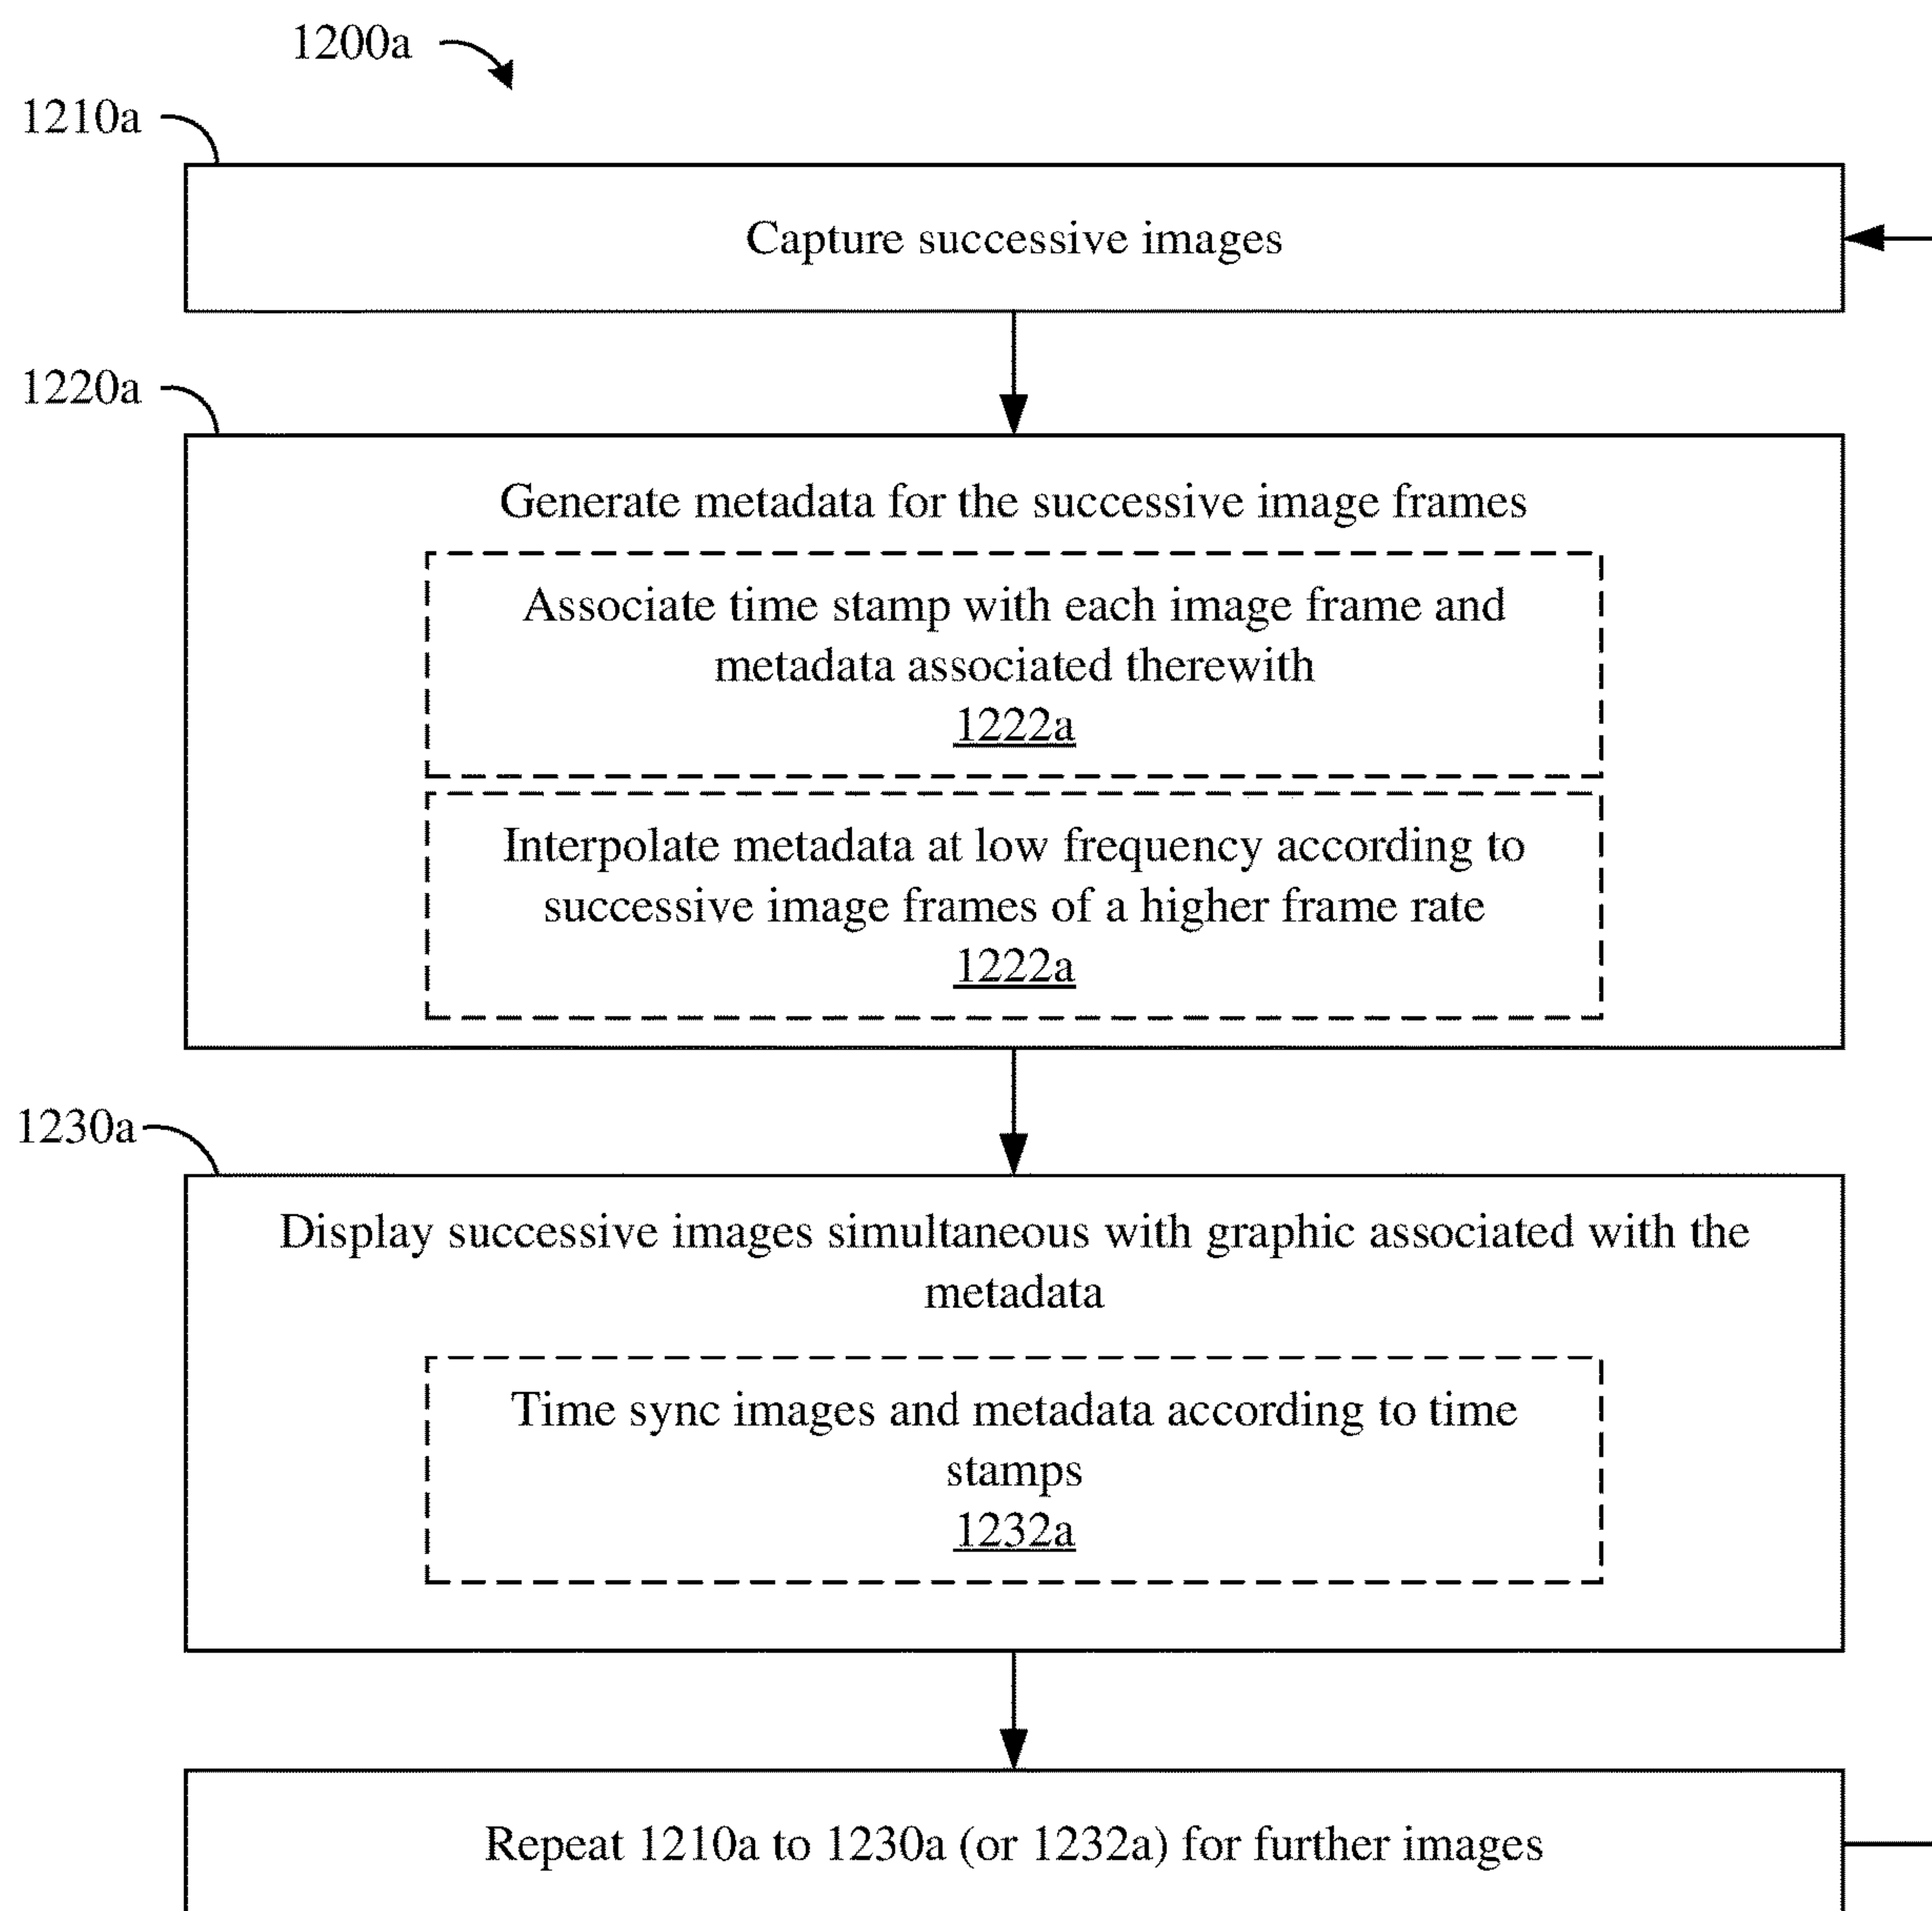 1200a
1210a
Capture successive images
1220a
Generate metadata for the successive image frames
Associate time stamp with each image frame and
metadata associated therewith
1222a
Interpolate metadata at low frequency according to
successive image frames of a higher frame rate
1222a
1230a
Display successive images simultaneous with graphic associated with the
metadata
Time sync images and metadata according to time
stamps
1232a
Repeat 1210a to 1230a (or 1232a) for further images